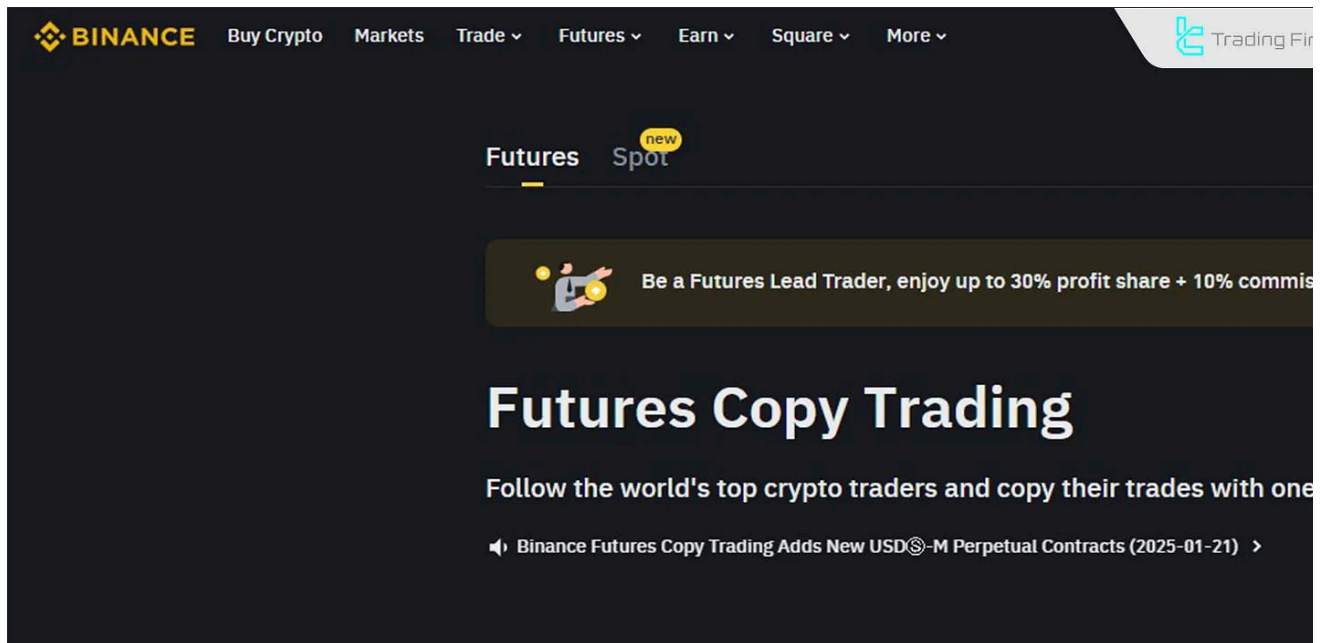 BINANCE Buy Crypto Markets Trade Futures Earn Square More Trading
new
Futures Spot
Be a Futures Lead Trader, enjoy up to 30% profit share + 10%
Futures Copy Trading
Follow the world's top crypto traders and copy their trades with one
Binance Futures Copy Trading Adds New USDⓈ-M Perpetual Contracts (2025-01-21)